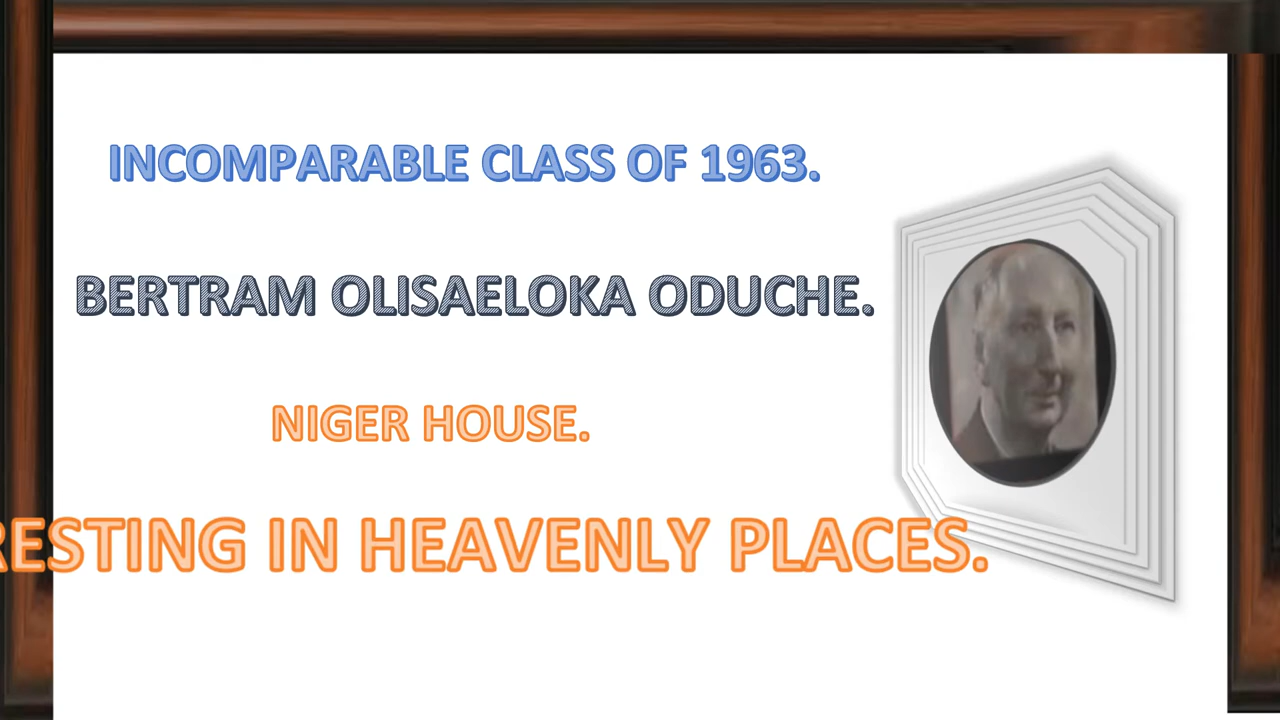 INCOMPARABLE CLASS OF 1963.
BERTRAM OLISAELOKA ODUCHE.
NIGER HOUSE.
RESTING IN HEAVENLY PLACES.